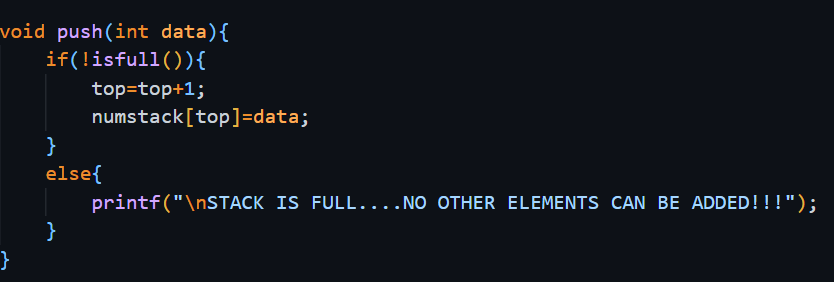 void push(int data){
    if(!isfull()){
        top=top+1;
        numstack[top]=data;
    }
    else{
        printf("\nSTACK IS FULL....NO OTHER ELEMENTS CAN BE ADDED!!!");
    }
}